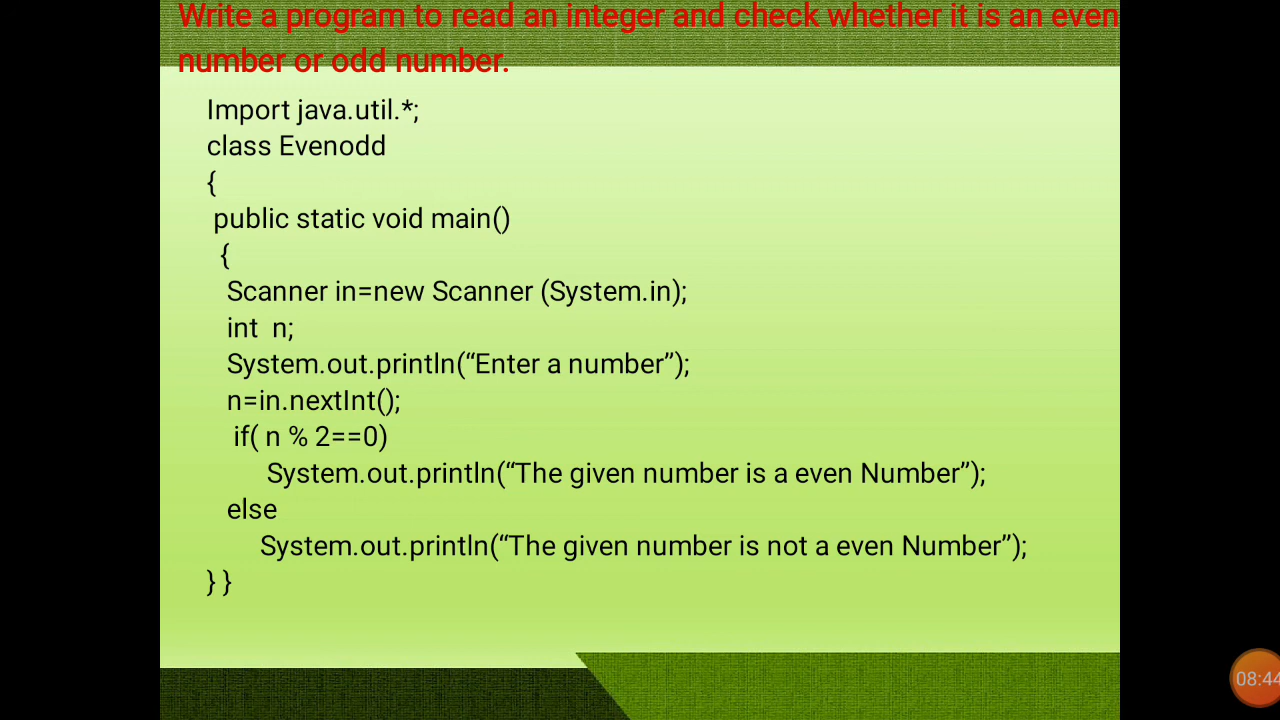 Write a program to read an integer and check whether it is an even
number or odd number.
Import java.util.*;
class Evenodd
{
public static void main()
{
Scanner in=new Scanner (System.in);
int  n;
System.out.println(“Enter a number”);
n=in.nextInt();
if( n % 2==0)
System.out.println(“The given number is a even Number”);
else
System.out.println(“The given number is not a even Number”);
} }
08:44